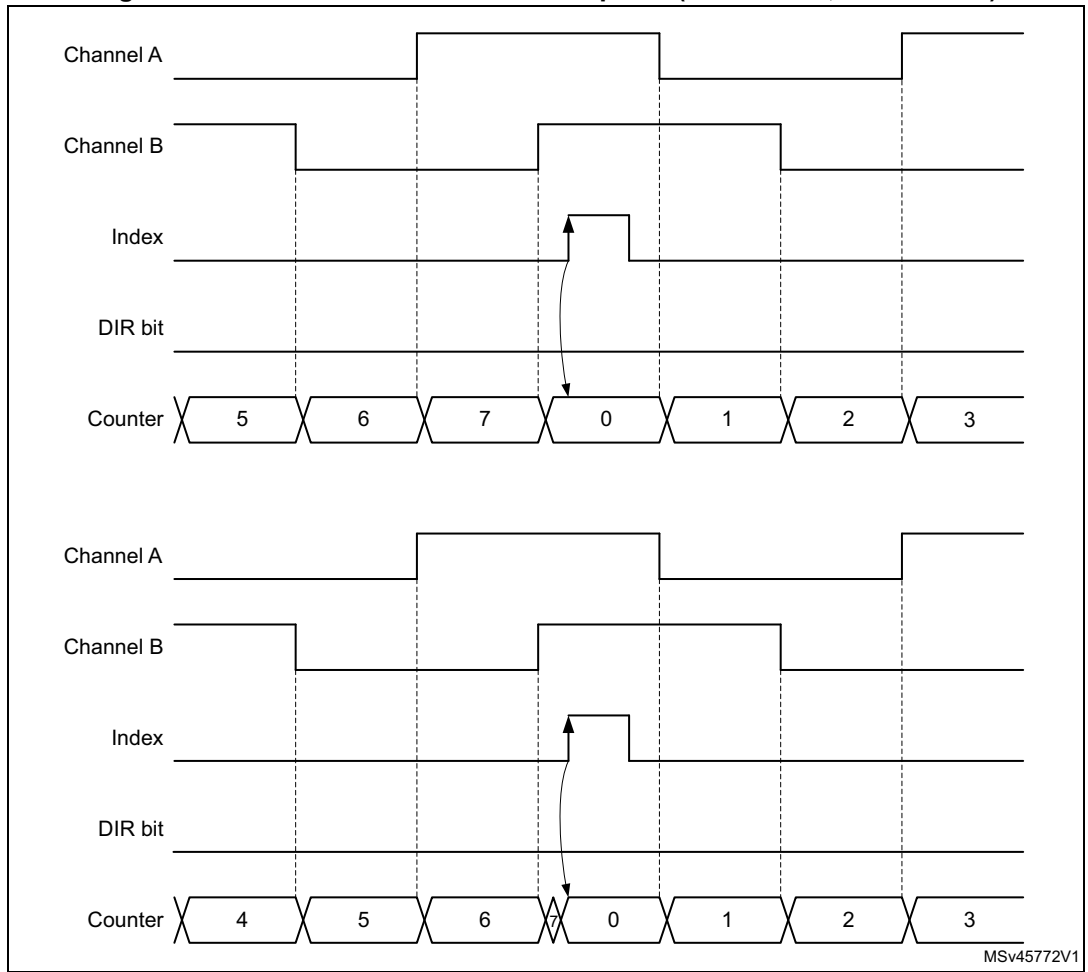 Channel A
Channel B
Index
DIR bit
Counter 5 6 7 0 1 2 3
Channel A
Channel B
Index
DIR bit
Counter 4 5 6 7 0 1 2 3
MSv45772V1